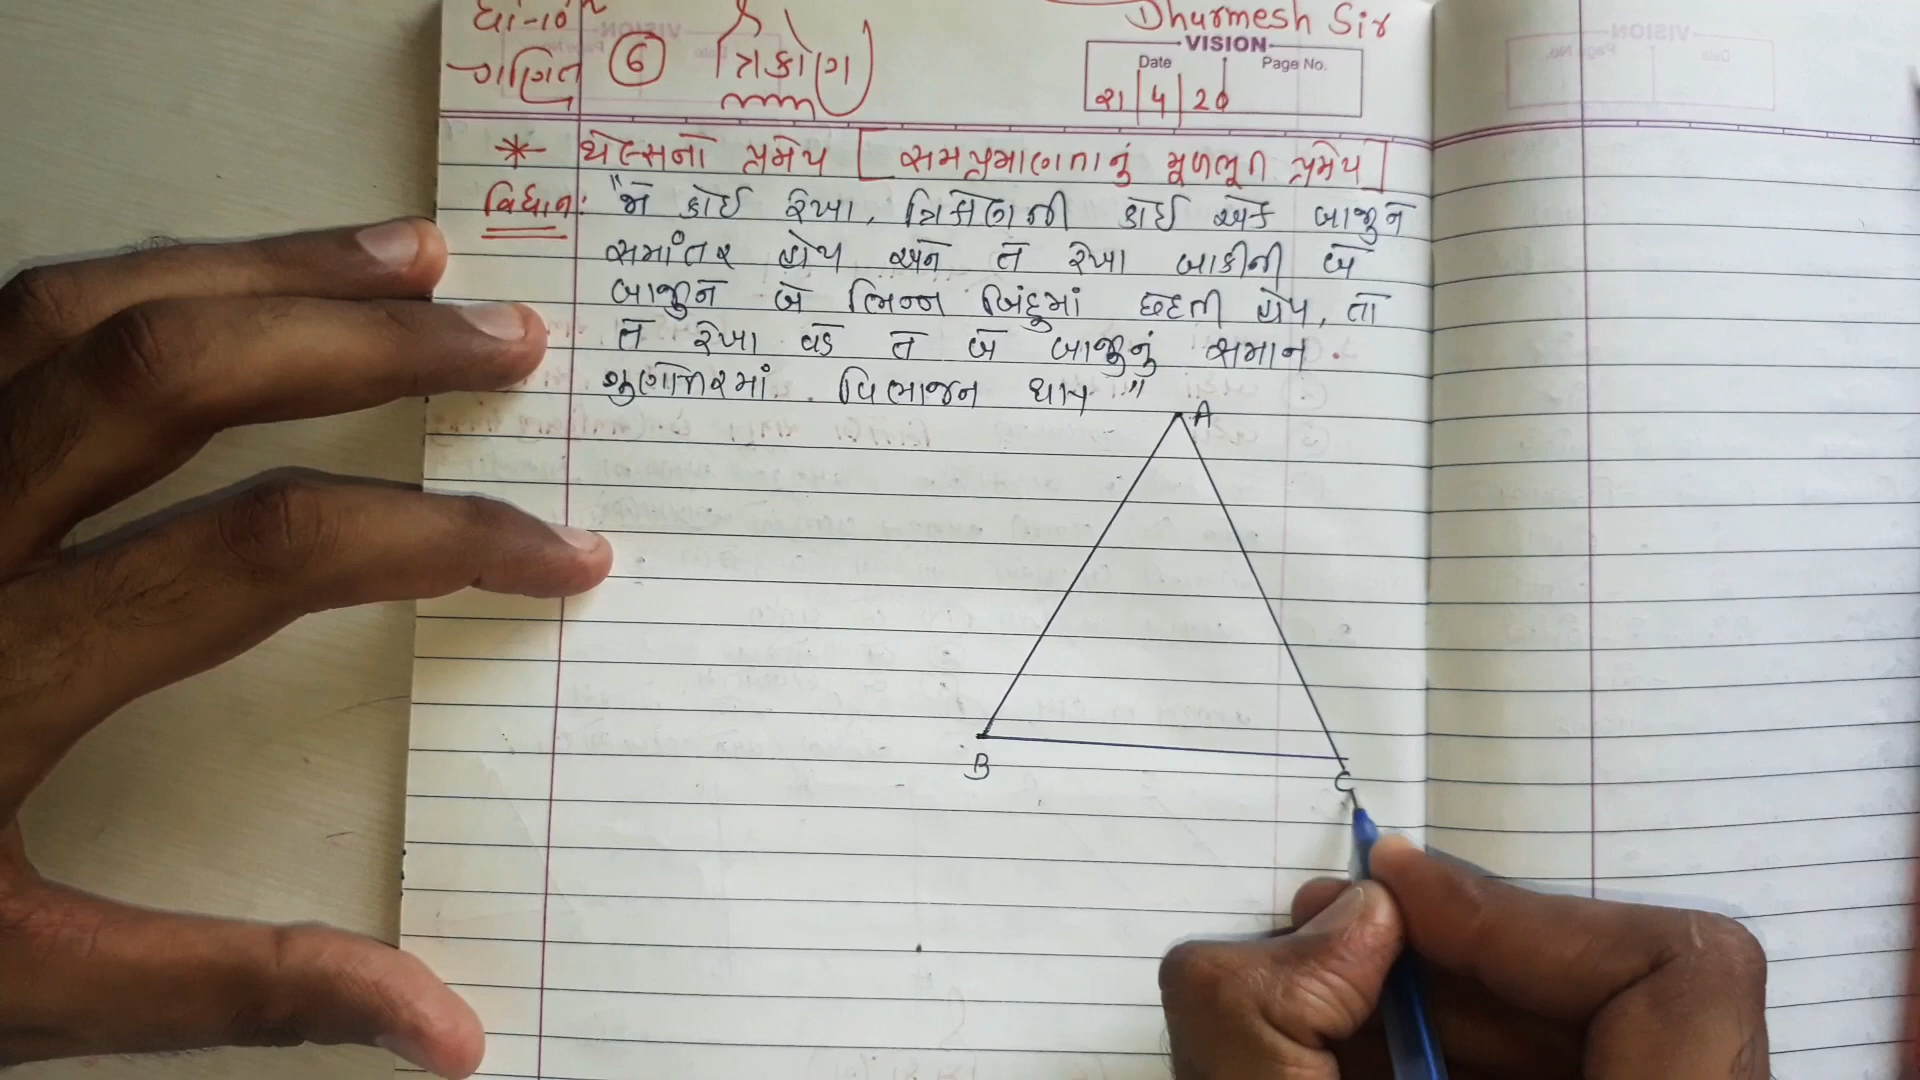 ધો-10
ગણિત
6
ત્રિકોણ
Dhurmesh Sir
VISION
Date
Page No.
21 4 20
* થેલ્સનો પ્રમેય [સમપ્રમાણતાનું મૂળભૂત પ્રમેય]
વિધાન: "જો કોઈ રેખા, ત્રિકોણની કોઈ એક બાજુને
સમાંતર હોય અને તે રેખા બાકીની બે
બાજુને બે ભિન્ન બિંદુમાં છેદતી હોય, તો
તે રેખા વડે તે બે બાજુનું સમાન
ગુણોત્તરમાં વિભાજન થાય"
A
B
C